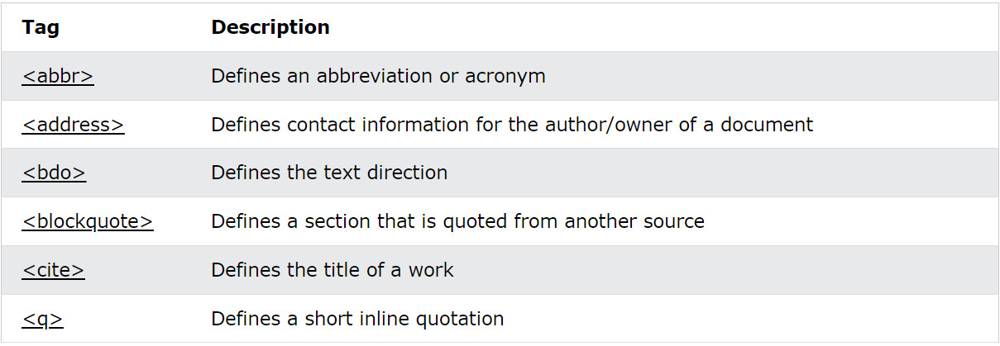 Tag Description
<abbr> Defines an abbreviation or acronym
<address> Defines contact information for the author/owner of a document
<bdo> Defines the text direction
<blockquote> Defines a section that is quoted from another source
<cite> Defines the title of a work
<q> Defines a short inline quotation